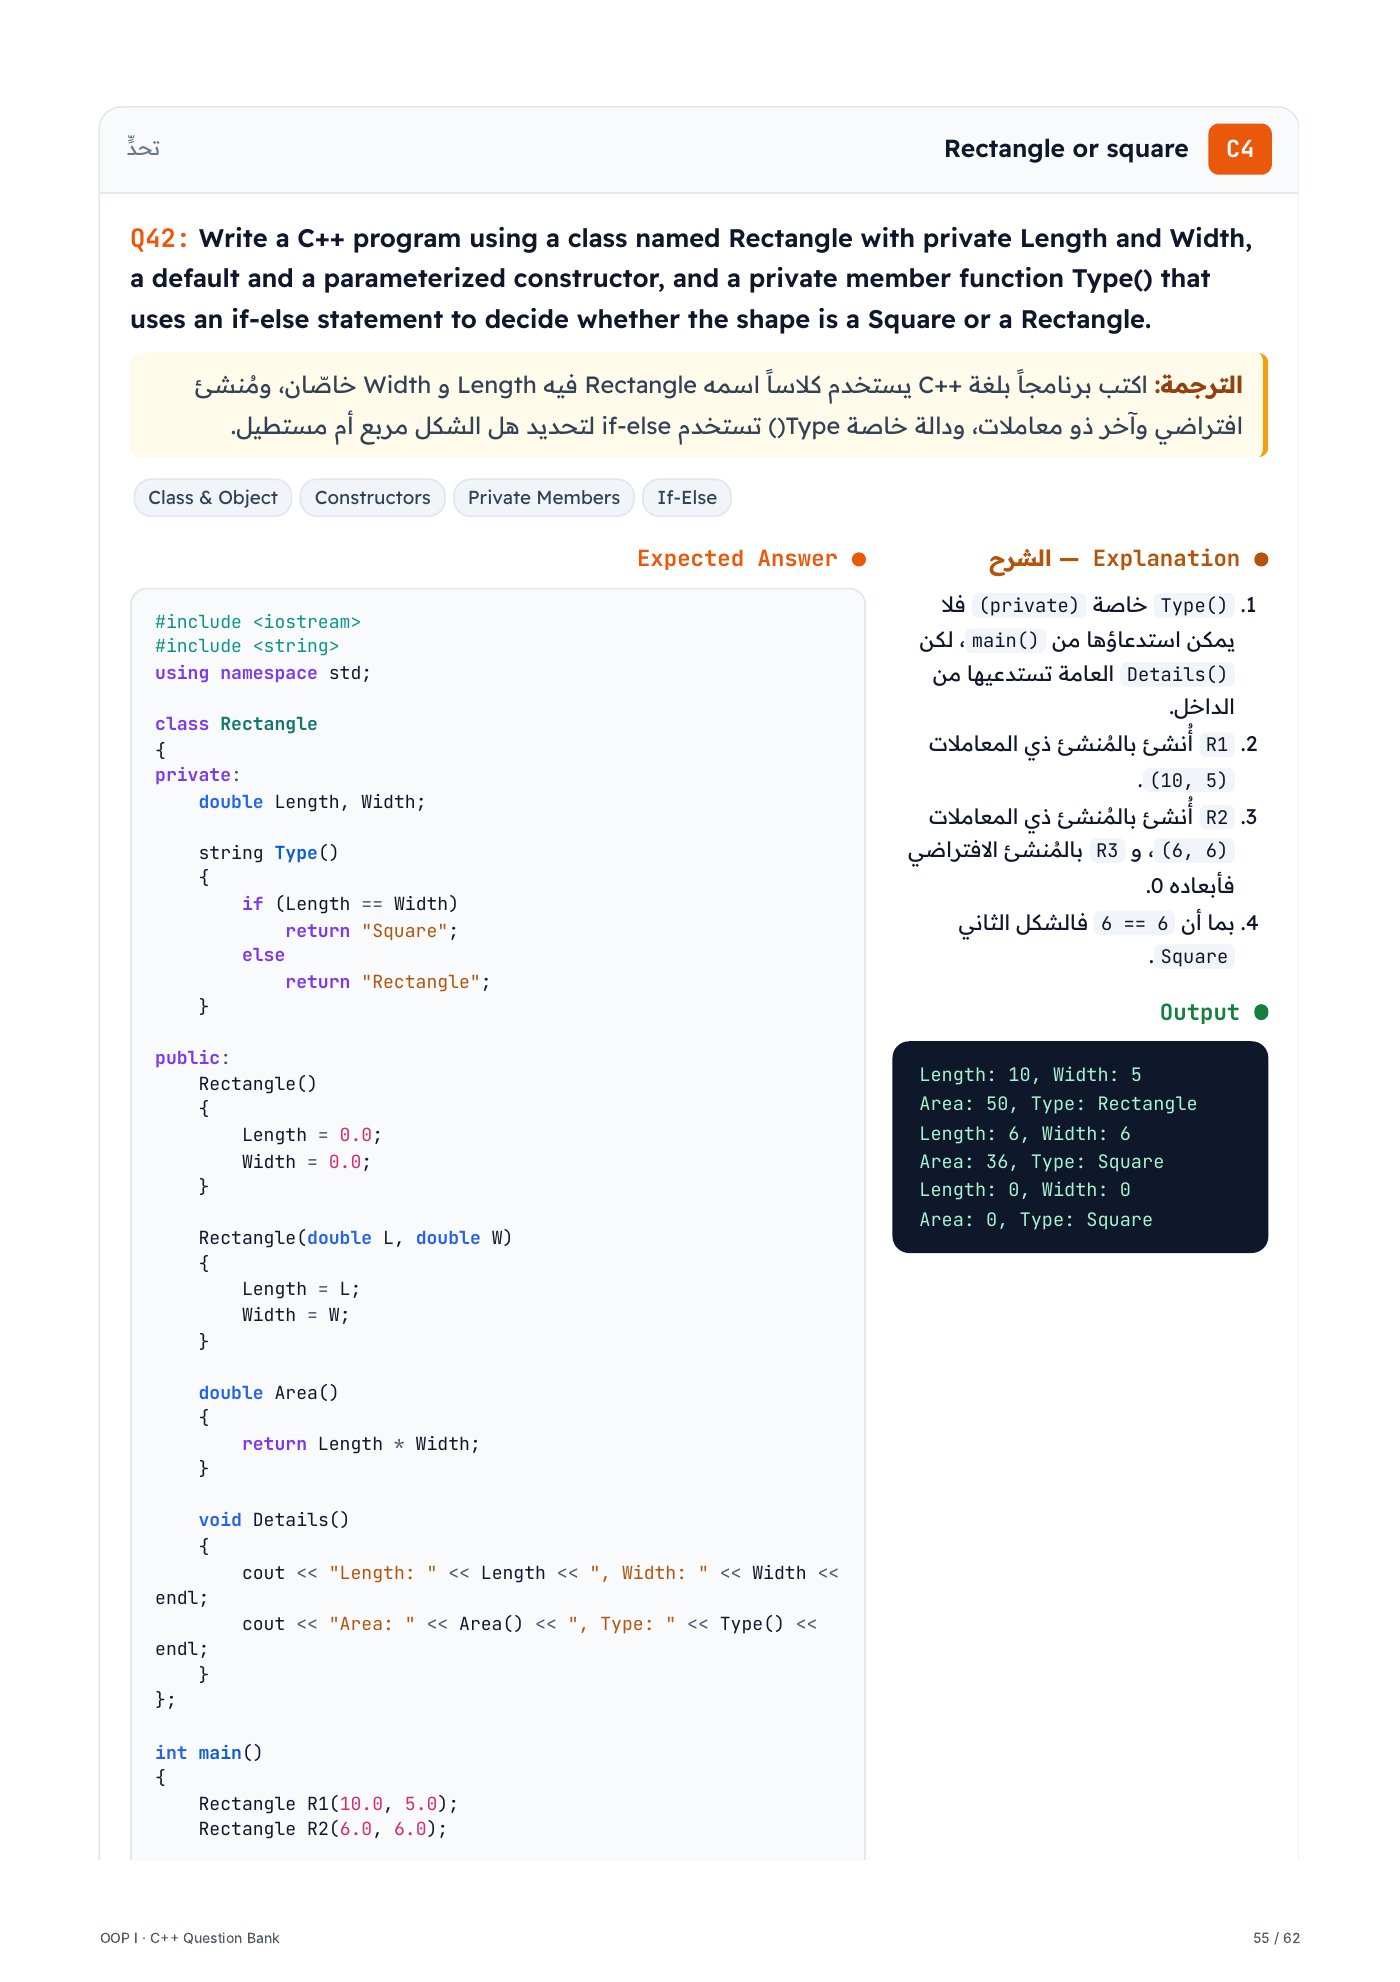 C4 Rectangle or square
تحدٍّ
Q42: Write a C++ program using a class named Rectangle with private Length and Width,
a default and a parameterized constructor, and a private member function Type() that
uses an if-else statement to decide whether the shape is a Square or a Rectangle.
الترجمة: اكتب برنامجاً بلغة C++ يستخدم كلاساً اسمه Rectangle فيه Length و Width خاصّان، ومُنشئ
افتراضي وآخر ذو معاملات، ودالة خاصة Type() تستخدم if-else لتحديد هل الشكل مربع أم مستطيل.
Class & Object Constructors Private Members If-Else
Explanation — الشرح
1. Type() خاصة (private) فلا
يمكن استدعاؤها من main()، لكن
Details() العامة تستدعيها من
الداخل.
2. R1 أُنشئ بالمُنشئ ذي المعاملات
(10, 5).
3. R2 أُنشئ بالمُنشئ ذي المعاملات
(6, 6)، و R3 بالمُنشئ الافتراضي
فأبعاده 0.
4. بما أن 6 == 6 فالشكل الثاني
Square.
Output
Length: 10, Width: 5
Area: 50, Type: Rectangle
Length: 6, Width: 6
Area: 36, Type: Square
Length: 0, Width: 0
Area: 0, Type: Square
Expected Answer
#include <iostream>
#include <string>
using namespace std;
class Rectangle
{
private:
    double Length, Width;
    string Type()
    {
        if (Length == Width)
            return "Square";
        else
            return "Rectangle";
    }
public:
    Rectangle()
    {
        Length = 0.0;
        Width = 0.0;
    }
    Rectangle(double L, double W)
    {
        Length = L;
        Width = W;
    }
    double Area()
    {
        return Length * Width;
    }
    void Details()
    {
        cout << "Length: " << Length << ", Width: " << Width <<
endl;
        cout << "Area: " << Area() << ", Type: " << Type() <<
endl;
    }
};
int main()
{
    Rectangle R1(10.0, 5.0);
    Rectangle R2(6.0, 6.0);
OOP I · C++ Question Bank
55 / 62